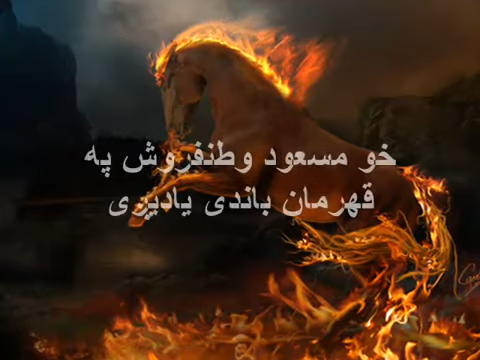 خو مسعود وطنفروش په
قهرمان باندی یادیږی